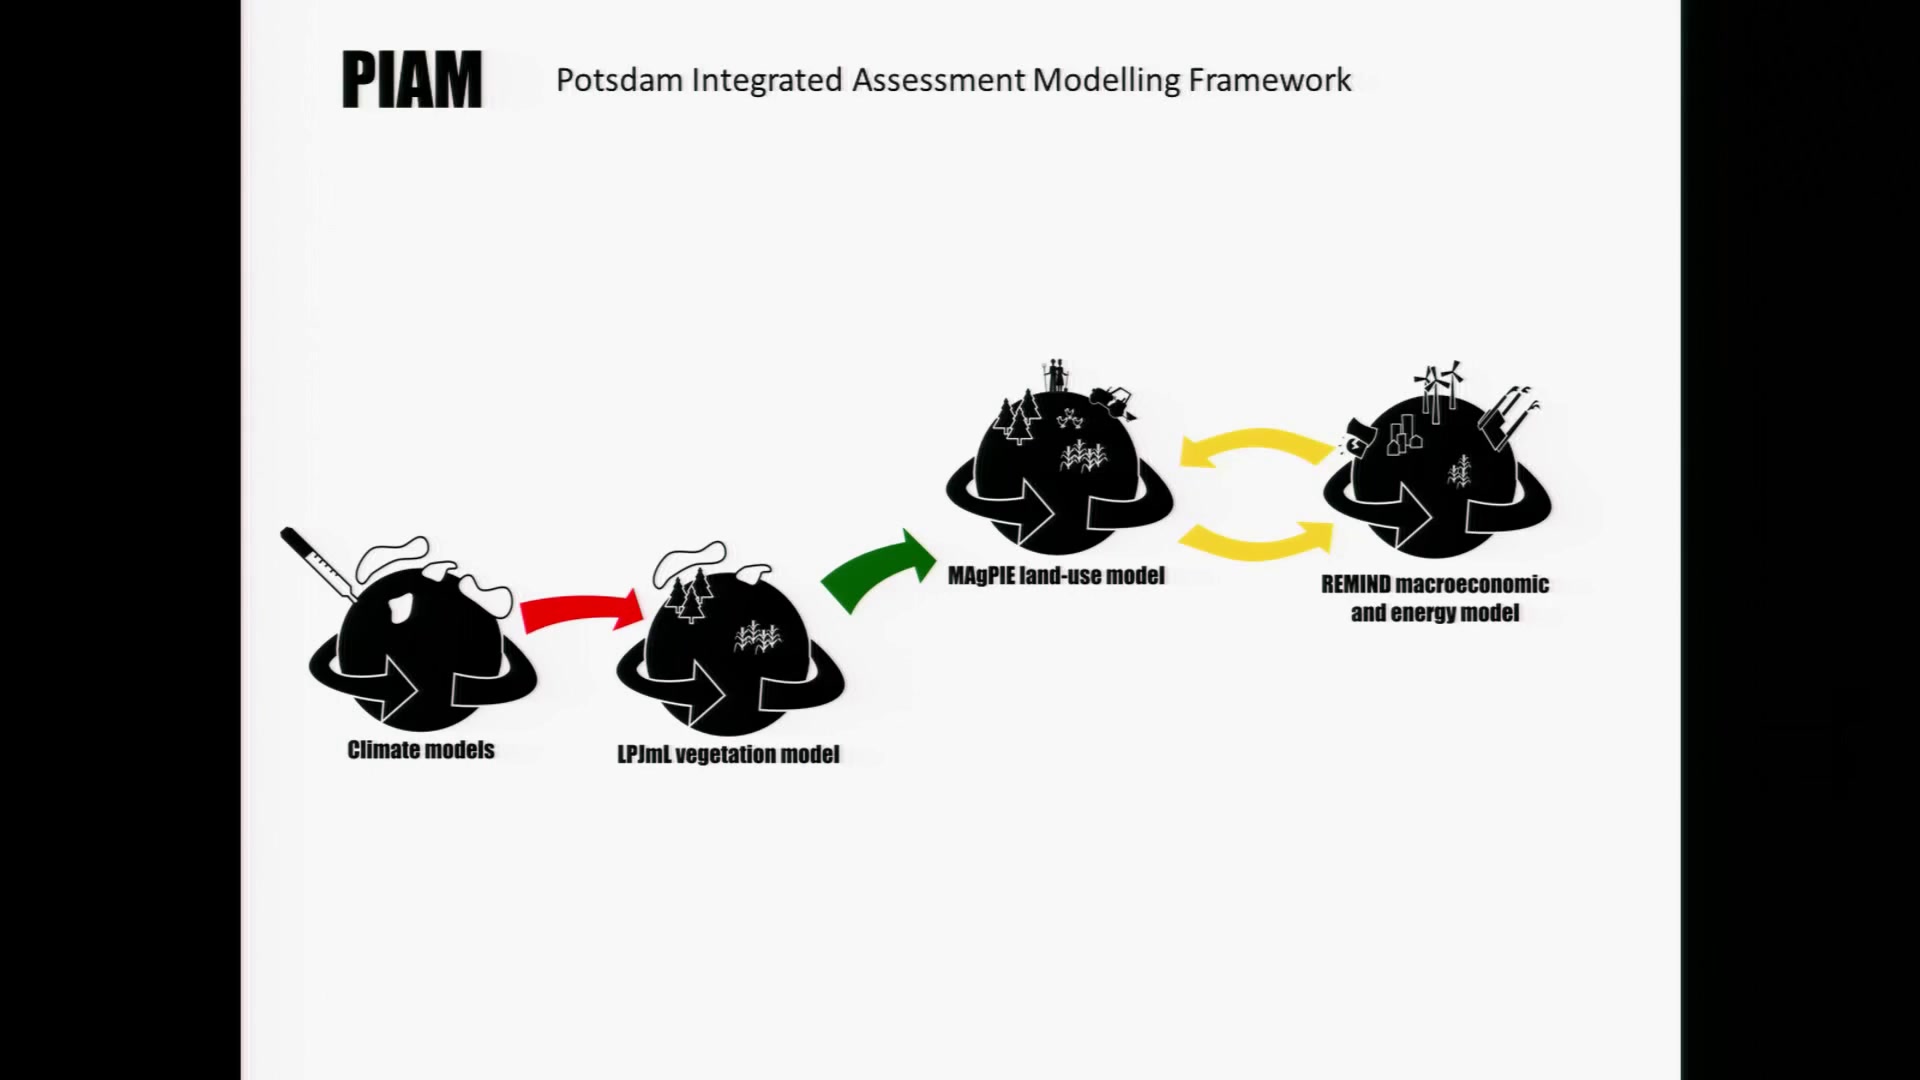 PIAM
Potsdam Integrated Assessment Modelling Framework
MAgPIE land-use model
REMIND macroeconomic
and energy model
Climate models
LPJmL vegetation model